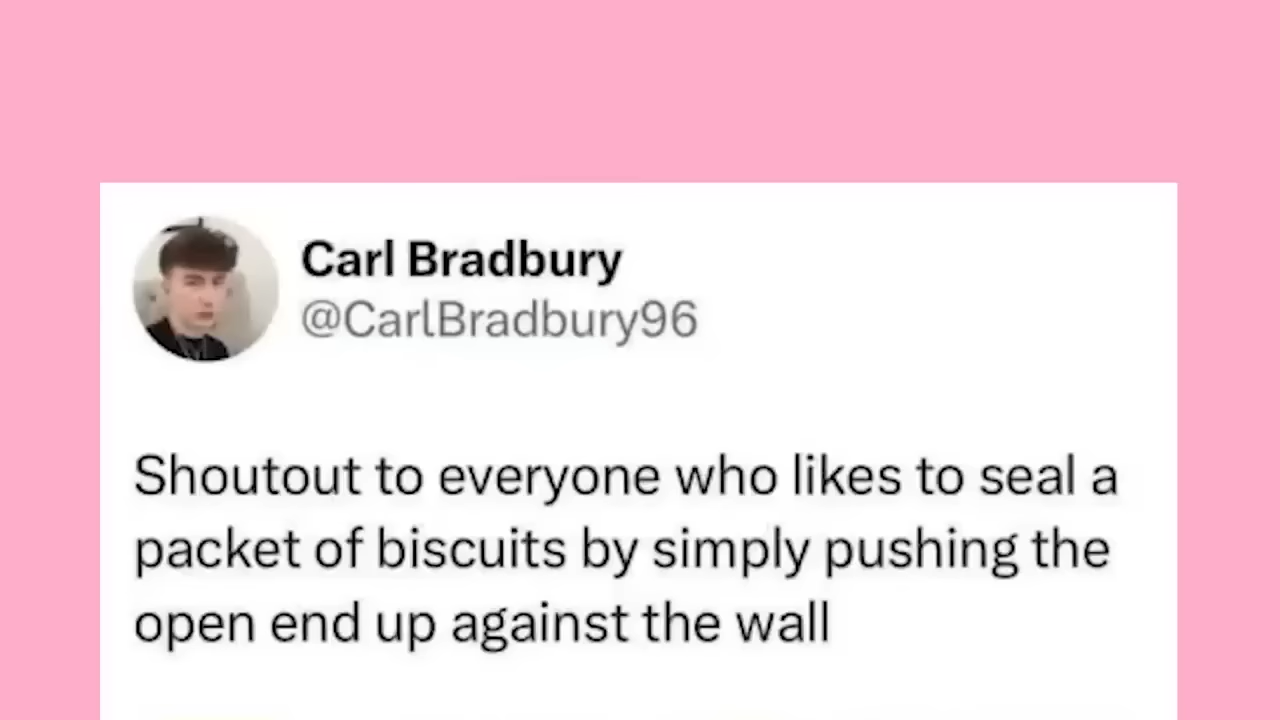 Carl Bradbury
@CarlBradbury96
Shoutout to everyone who likes to seal a
packet of biscuits by simply pushing the
open end up against the wall